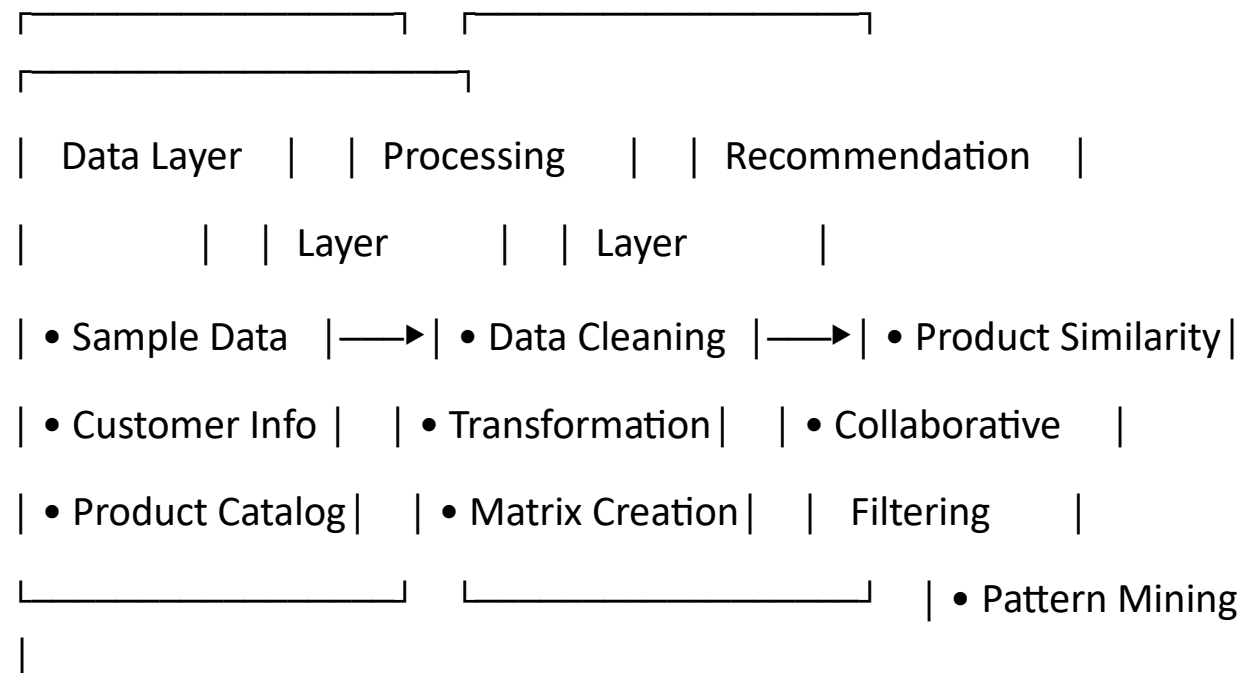 ┌─────────────────┐ ┌──────────────────┐
┌────────────────────┐
│ Data Layer │ │ Processing │ │ Recommendation │
│ │ │ Layer │ │ Layer │
│ • Sample Data │───▶│ • Data Cleaning │───▶│ • Product Similarity│
│ • Customer Info │ │ • Transformation│ │ • Collaborative │
│ • Product Catalog│ │ • Matrix Creation│ │ Filtering │
└─────────────────┘ └──────────────────┘ │ • Pattern Mining
│